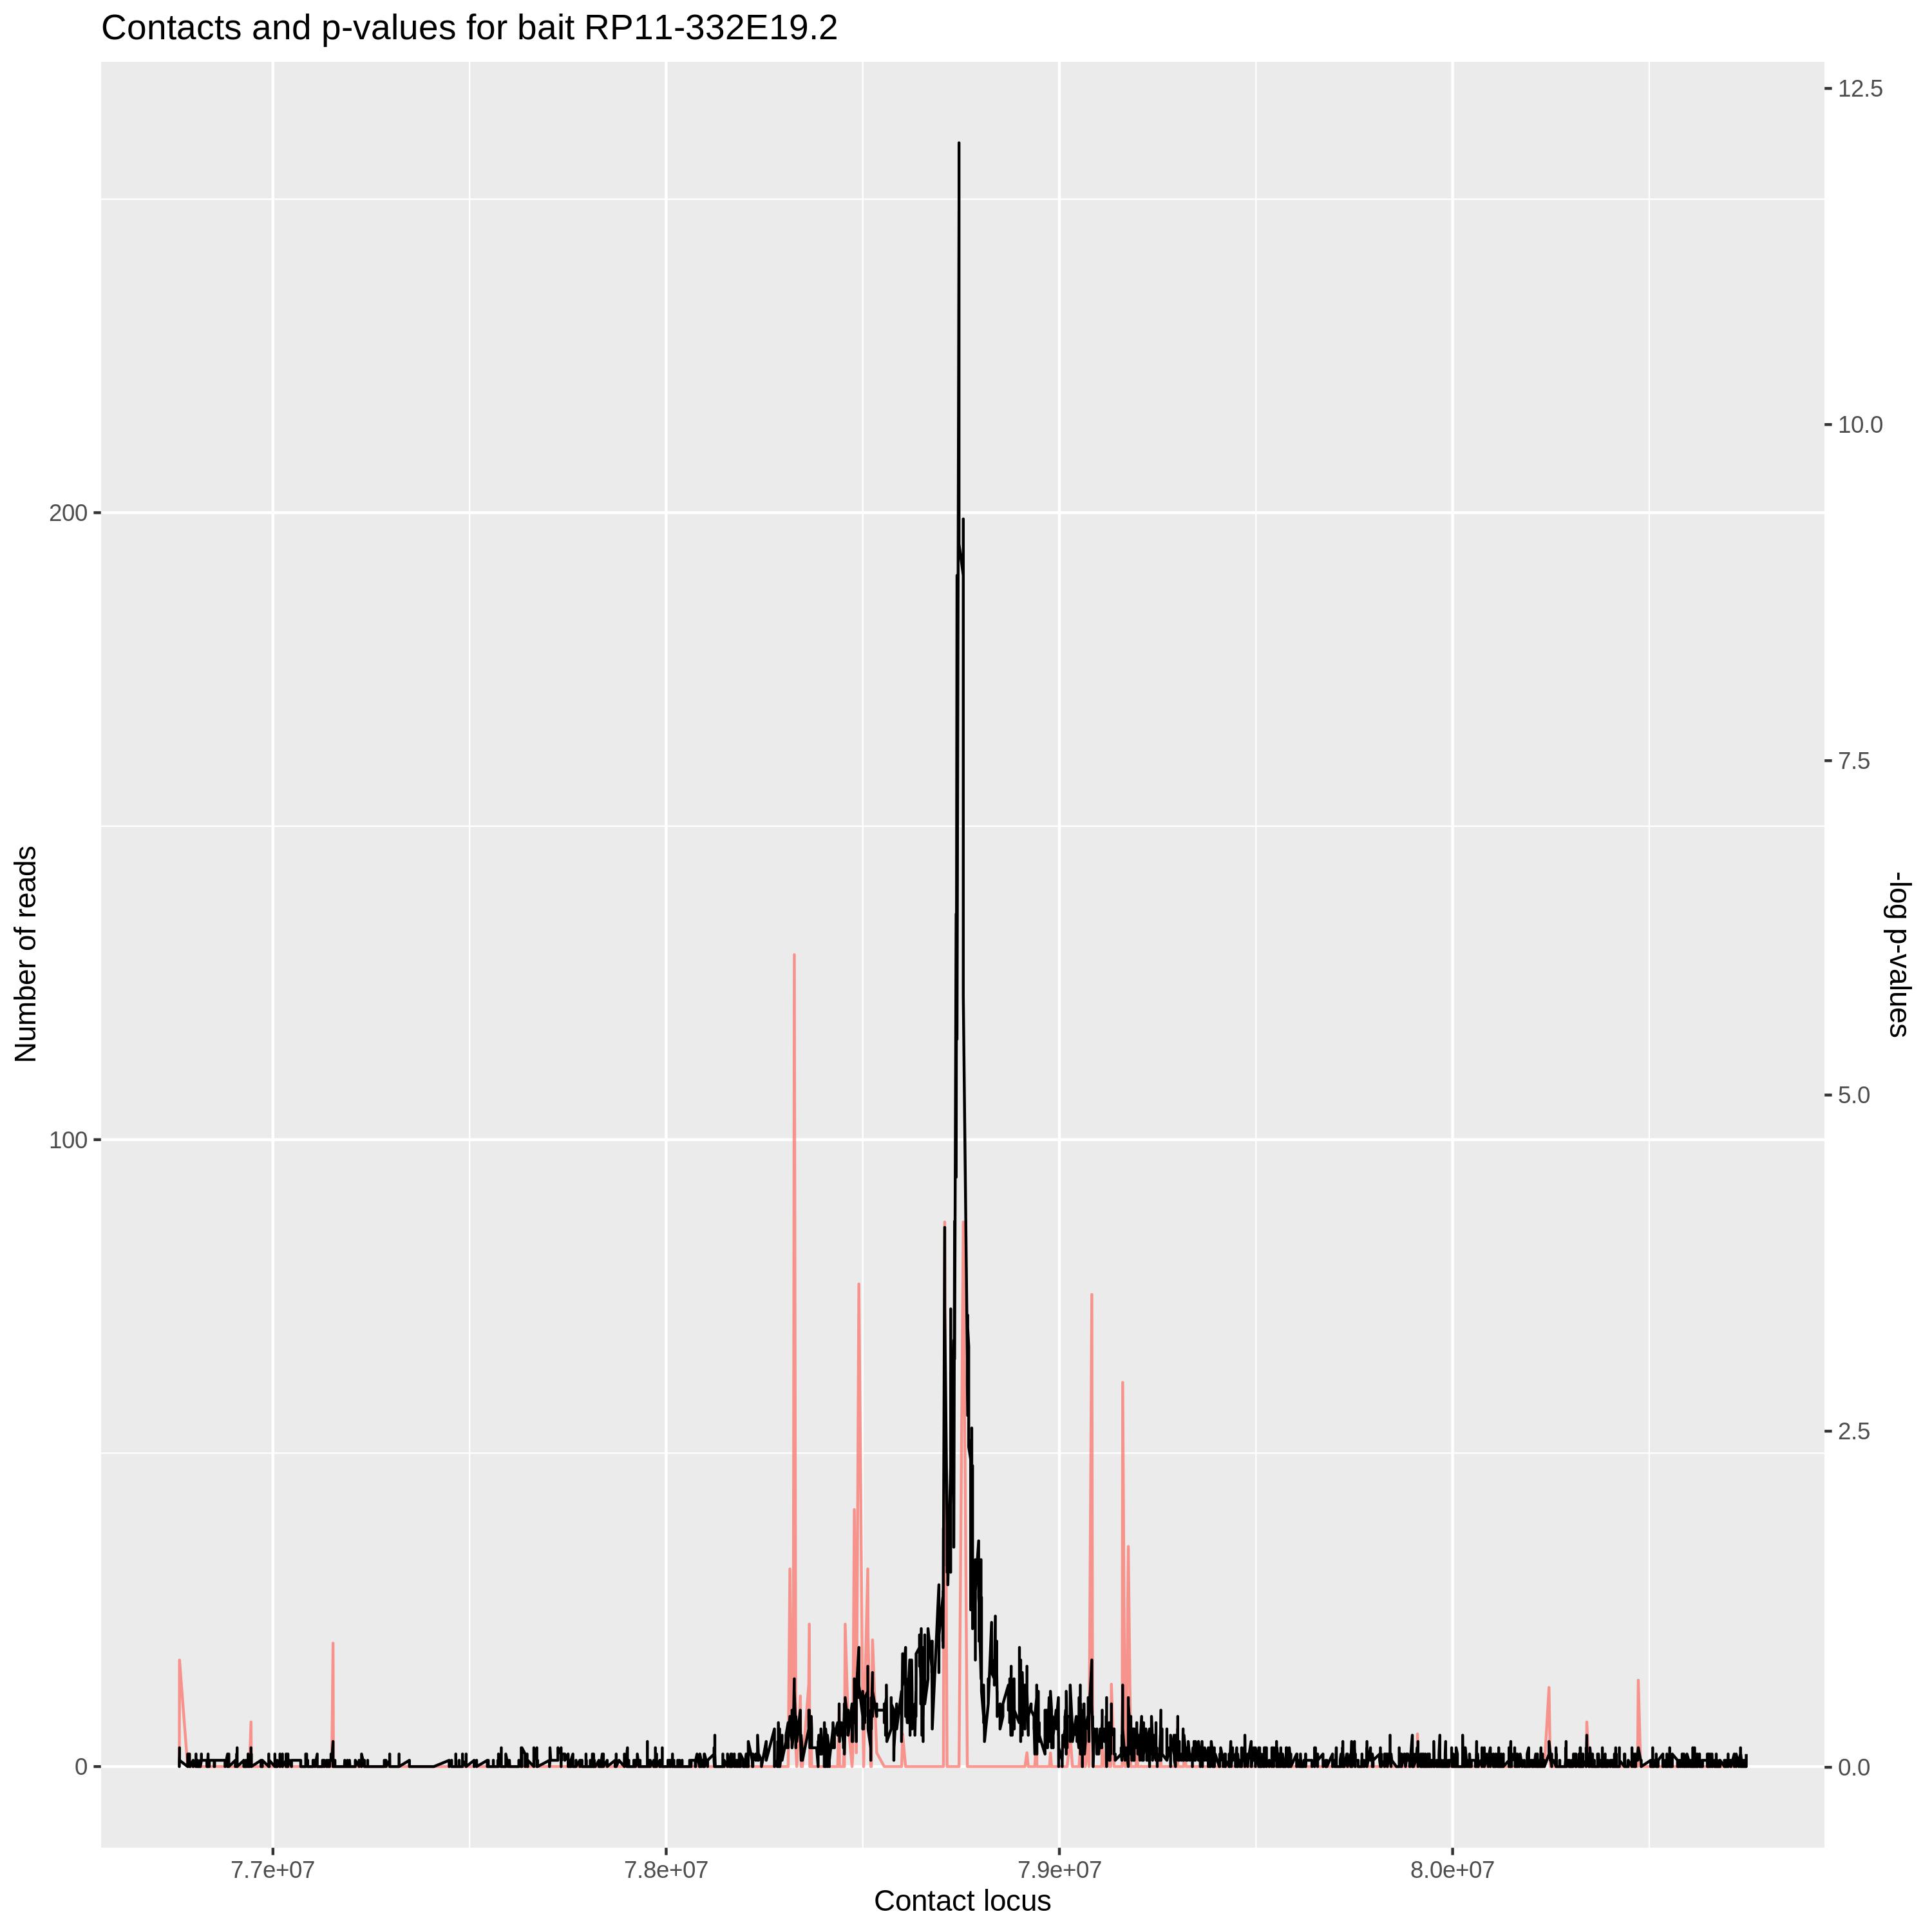 Contacts and p-values for bait RP11-332E19.2
12.5
10.0
200
7.5
Number of reads
-log p-values
100
5.0
2.5
0
0.0
7.7e+07 7.8e+07 7.9e+07 8.0e+07
Contact locus